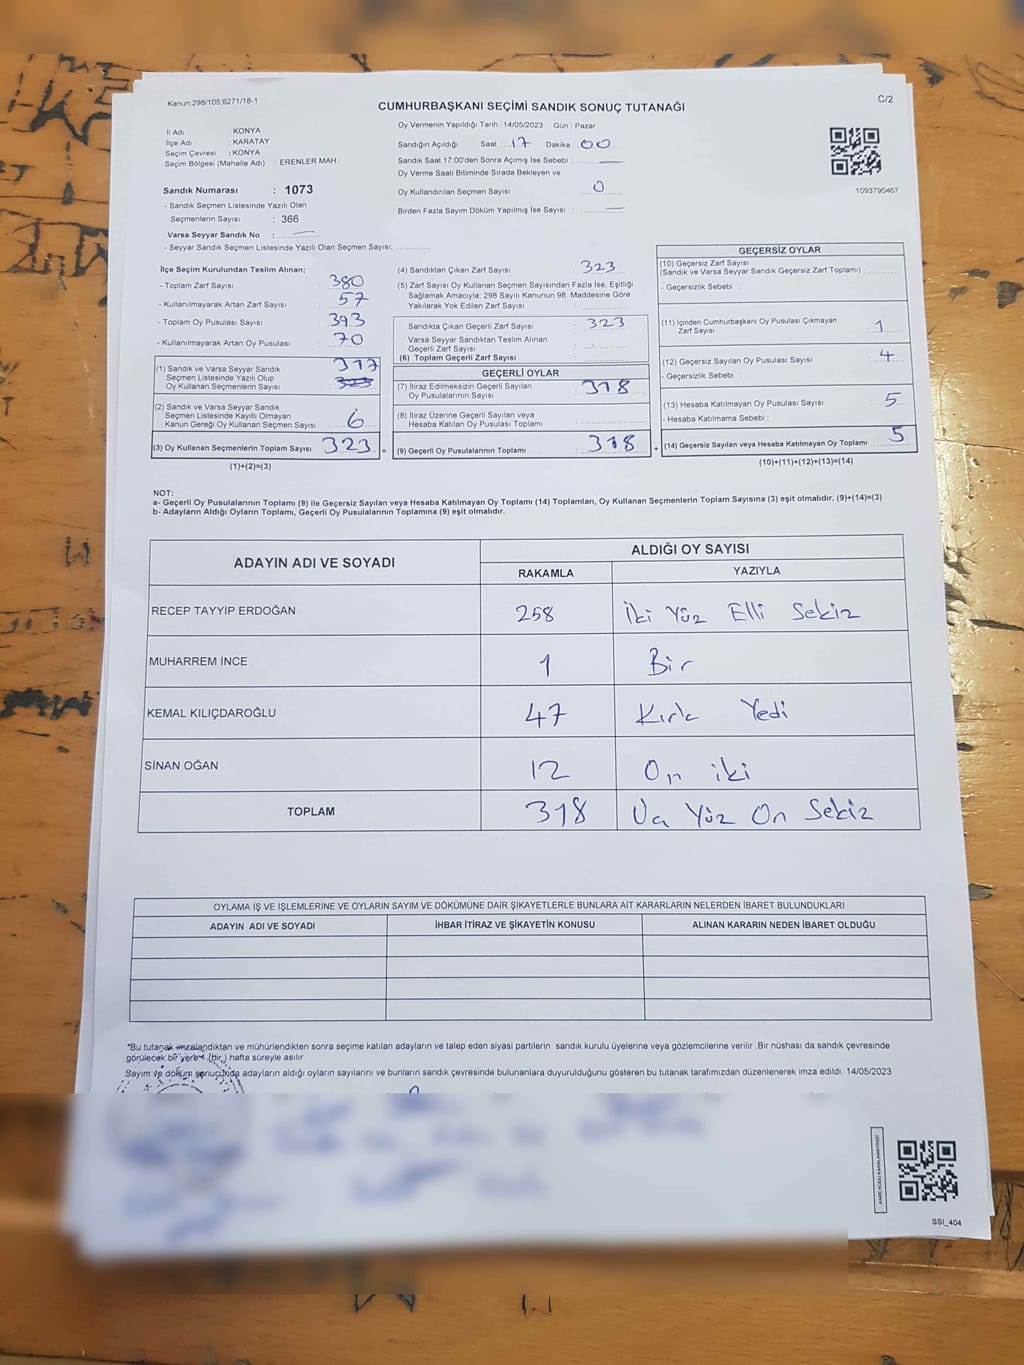 Kanun.298/105;6271/18-1
CUMHURBAŞKANI SEÇİMİ SANDIK SONUÇ TUTANAĞI
C/2
İl Adı : KONYA
İlçe Adı : KARATAY
Seçim Çevresi : KONYA
Seçim Bölgesi (Mahalle Adı) : ERENLER MAH.
Sandık Numarası : 1073
- Sandık Seçmen Listesinde Yazılı Olan
Seçmenlerin Sayısı : 366
Varsa Seyyar Sandık No :
- Seyyar Sandık Seçmen Listesinde Yazılı Olan Seçmen Sayısı:
Oy Vermenin Yapıldığı Tarih : 14/05/2023 Gün : Pazar
Sandığın Açıldığı Saat : 17 Dakika : 00
Sandık Saat 17:00'den Sonra Açımış İse Sebebi :
Oy Verme Saati Bitiminde Sırada Bekleyen ve
Oy Kullandırılan Seçmen Sayısı 0
Birden Fazla Sayım Döküm Yapılmış İse Sayısı :
1093790467
İlçe Seçim Kurulundan Teslim Alınan;
- Toplam Zarf Sayısı : 380
- Kullanılmayarak Artan Zarf Sayısı : 57
- Toplam Oy Pusulası Sayısı : 393
- Kullanılmayarak Artan Oy Pusulası : 70
(1) Sandık ve Varsa Seyyar Sandık 317
Seçmen Listesinde Yazılı Olup
Oy Kullanan Seçmenlerin Sayısı : 323
(2) Sandık ve Varsa Seyyar Sandık
Seçmen Listesinde Kayıtlı Olmayan
Kanun Gereği Oy Kullanan Seçmen Sayısı : 6
(3) Oy Kullanan Seçmenlerin Toplam Sayısı : 323 =
(1)+(2)=(3)
(4) Sandıktan Çıkan Zarf Sayısı : 323
(5) Zarf Sayısı Oy Kullanan Seçmen Sayısından Fazla İse, Eşitliği
Sağlamak Amacıyla; 298 Sayılı Kanunun 98. Maddesine Göre
Yakılarak Yok Edilen Zarf Sayısı :
Sandıkta Çıkan Geçerli Zarf Sayısı : 323
Varsa Seyyar Sandıktan Teslim Alınan
Geçerli Zarf Sayısı :
(6) Toplam Geçerli Zarf Sayısı :
GEÇERLİ OYLAR
(7) İtiraz Edilmeksizin Geçerli Sayılan
Oy Pusulalarının Sayısı : 318
(8) İtiraz Üzerine Geçerli Sayılan veya
Hesaba Katılan Oy Pusulası Toplamı :
(9) Geçerli Oy Pusulalarının Toplamı : 318 +
GEÇERSİZ OYLAR
(10) Geçersiz Zarf Sayısı
(Sandık ve Varsa Seyyar Sandık Geçersiz Zarf Toplamı) :
- Geçersizlik Sebebi :
(11) İçinden Cumhurbaşkanı Oy Pusulası Çıkmayan
Zarf Sayısı : 1
(12) Geçersiz Sayılan Oy Pusulası Sayısı : 4
- Geçersizlik Sebebi :
(13) Hesaba Katılmayan Oy Pusulası Sayısı : 5
- Hesaba Katılmama Sebebi :
(14) Geçersiz Sayılan veya Hesaba Katılmayan Oy Toplamı : 5
(10)+(11)+(12)+(13)=(14)
NOT:
a- Geçerli Oy Pusulalarının Toplamı (9) ile Geçersiz Sayılan veya Hesaba Katılmayan Oy Toplamı (14) Toplamları, Oy Kullanan Seçmenlerin Toplam Sayısına (3) eşit olmalıdır. (9)+(14)=(3)
b- Adayların Aldığı Oyların Toplamı, Geçerli Oy Pusulalarının Toplamına (9) eşit olmalıdır.
ADAYIN ADI VE SOYADI
ALDIĞI OY SAYISI
RAKAMLA YAZIYLA
RECEP TAYYİP ERDOĞAN 258 İki Yüz Elli Sekiz
MUHARREM İNCE 1 Bir
KEMAL KILIÇDAROĞLU 47 Kırk Yedi
SİNAN OĞAN 12 On iki
TOPLAM 318 Üç Yüz On Sekiz
OYLAMA İŞ VE İŞLEMLERİNE VE OYLARIN SAYIM VE DÖKÜMÜNE DAİR ŞİKAYETLERLE BUNLARA AİT KARARLARIN NELERDEN İBARET BULUNDUKLARI
ADAYIN ADI VE SOYADI İHBAR İTİRAZ VE ŞİKAYETİN KONUSU ALINAN KARARIN NEDEN İBARET OLDUĞU
*Bu tutanak imzalandıktan ve mühürlendikten sonra seçime katılan adayların ve talep eden siyasi partilerin sandık kurulu üyelerine veya gözlemcilerine verilir. Bir nüshası da sandık çevresinde
görülecek bir yere 1 (bir) hafta süreyle asılır.
Sayım ve döküm sonucunda adayların aldığı oyların sayılarını ve bunların sandık çevresinde bulunanlara duyurulduğunu gösteren bu tutanak tarafımızdan düzenlenerek imza edildi. 14/05/2023
SSI_404